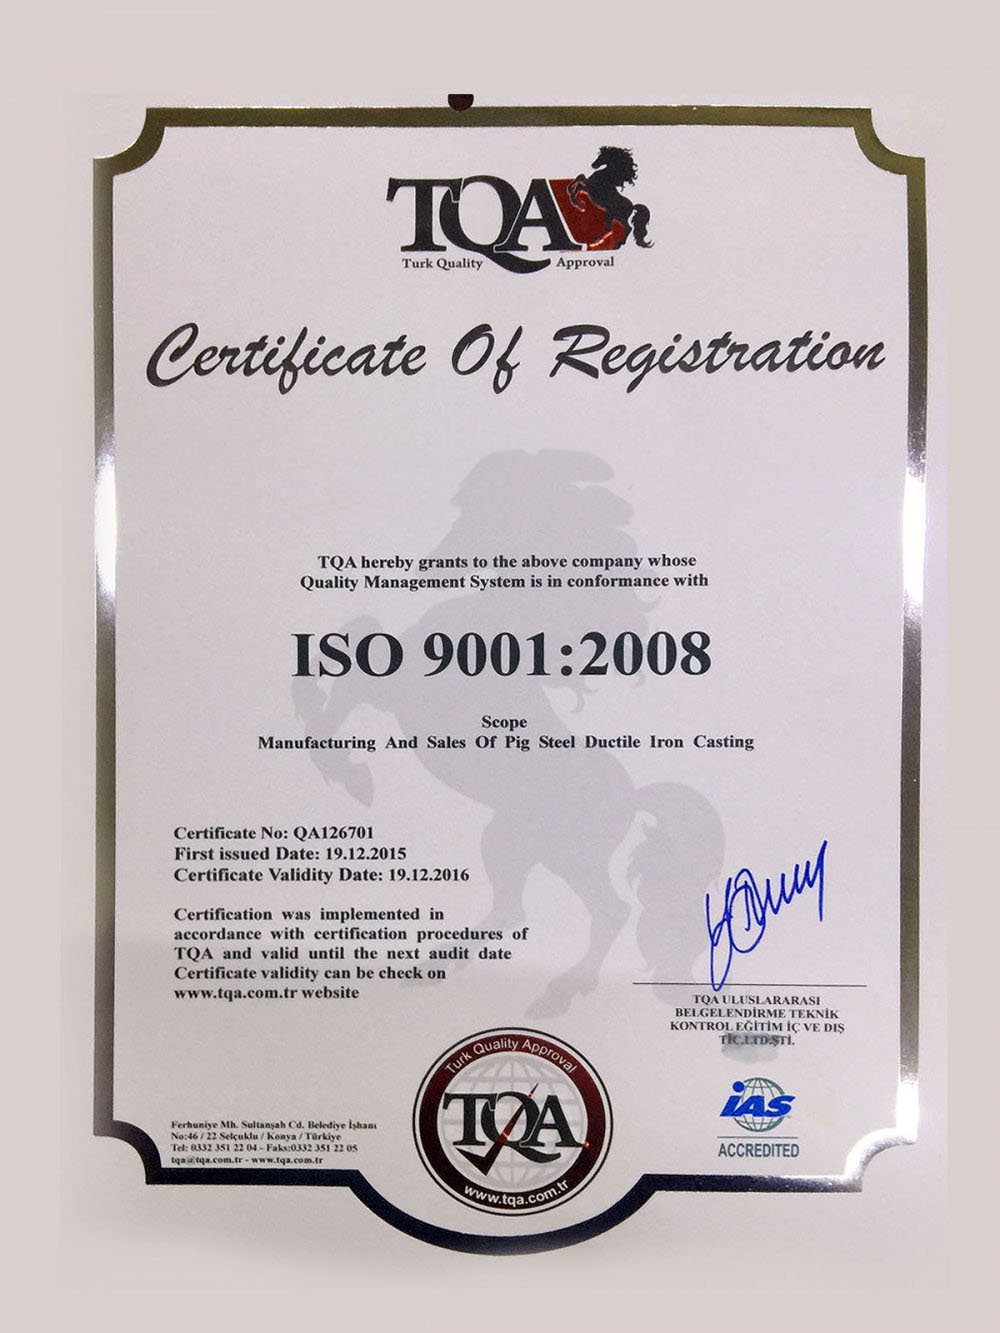 TQA
Turk Quality Approval
Certificate Of Registration
TQA hereby grants to the above company whose
Quality Management System is in conformance with
ISO 9001:2008
Scope
Manufacturing And Sales Of Pig Steel Ductile Iron Casting
Certificate No: QA126701
First issued Date: 19.12.2015
Certificate Validity Date: 19.12.2016
Certification was implemented in
accordance with certification procedures of
TQA and valid until the next audit date
Certificate validity can be check on
www.tqa.com.tr website
TQA ULUSLARARASI
BELGELENDİRME TEKNİK
KONTROL EĞİTİM İÇ VE DIŞ
TİC.LTD.ŞTİ.
Turk Quality Approval
TQA
www.tqa.com.tr
iAS
ACCREDITED
Ferhuniye Mh. Sultanşah Cd. Belediye İşhanı
No:46 / 22 Selçuklu / Konya / Türkiye
Tel: 0332 351 22 04 - Faks:0332 351 22 05
tqa@tqa.com.tr - www.tqa.com.tr